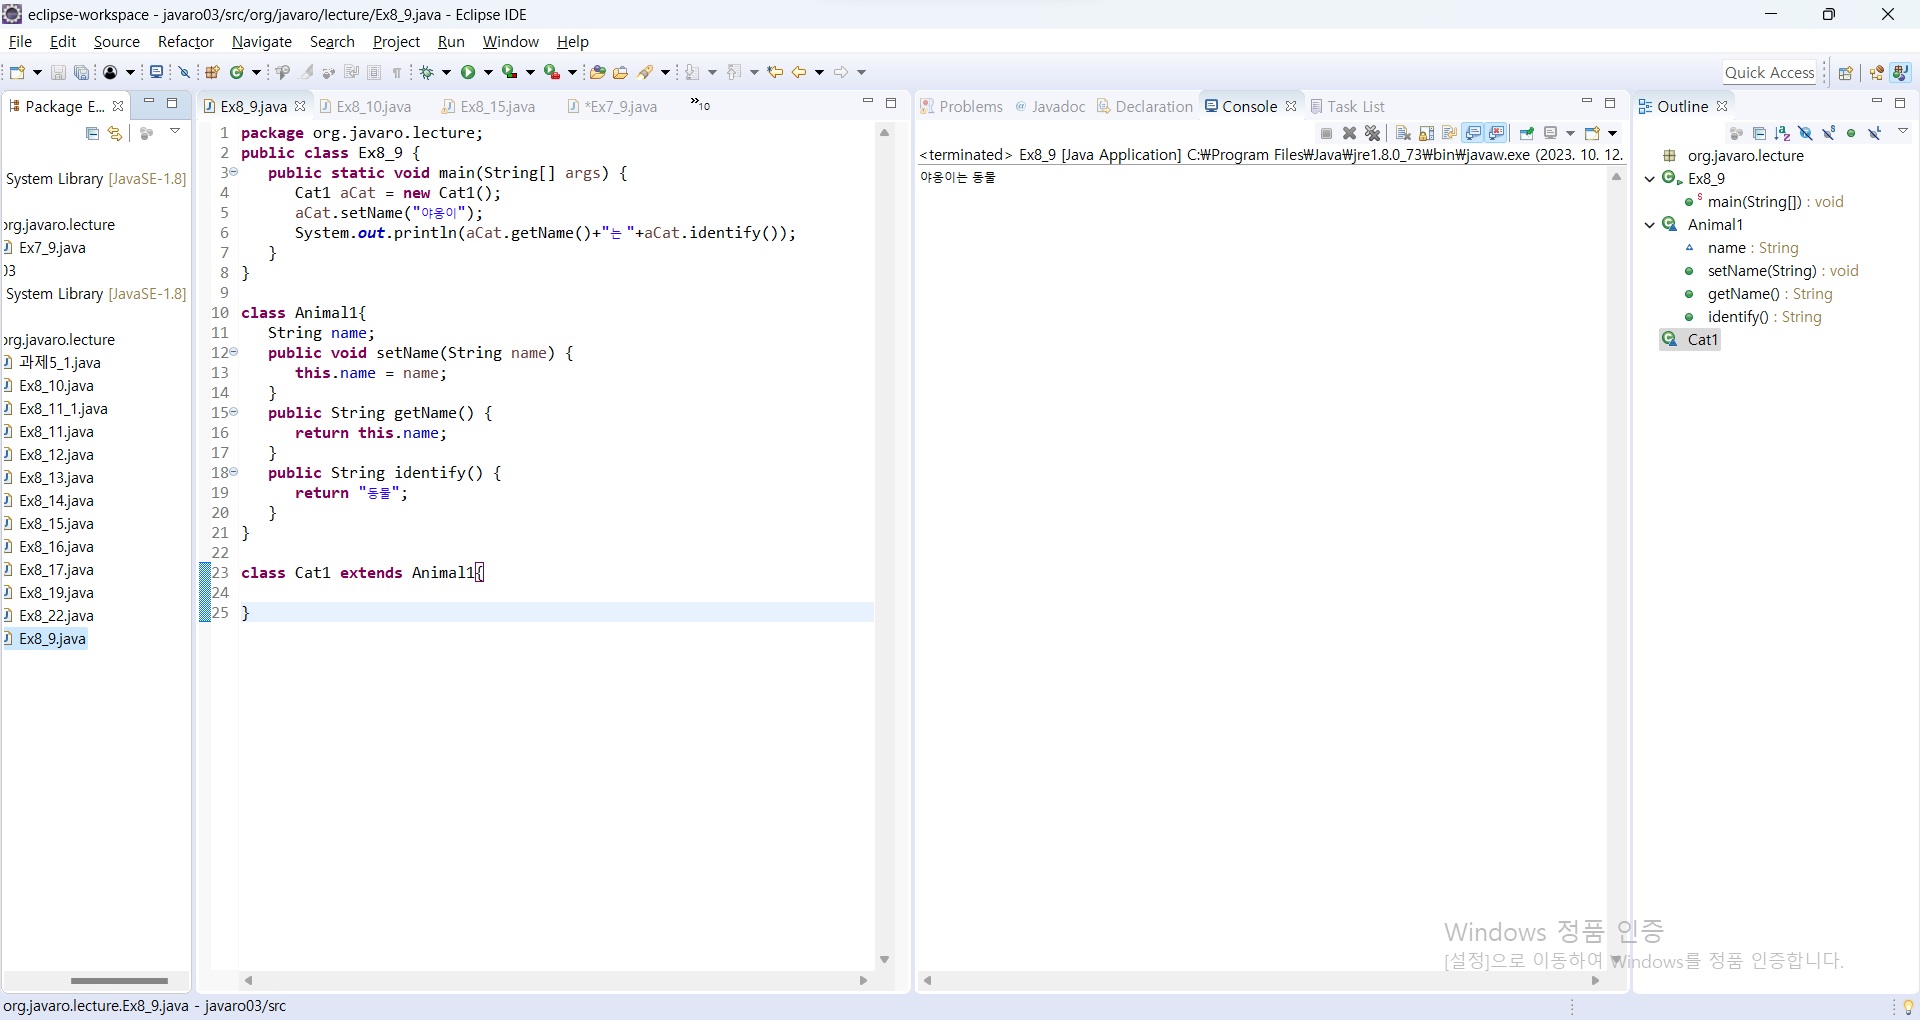 eclipse-workspace - javaro03/src/org/javaro/lecture/Ex8_9.java - Eclipse IDE
File Edit Source Refactor Navigate Search Project Run Window Help
Quick Access
Package E...
System Library [JavaSE-1.8]
org.javaro.lecture
Ex7_9.java
03
System Library [JavaSE-1.8]
org.javaro.lecture
과제5_1.java
Ex8_10.java
Ex8_11_1.java
Ex8_11.java
Ex8_12.java
Ex8_13.java
Ex8_14.java
Ex8_15.java
Ex8_16.java
Ex8_17.java
Ex8_19.java
Ex8_22.java
Ex8_9.java
Ex8_9.java Ex8_10.java Ex8_15.java *Ex7_9.java »10
1 package org.javaro.lecture;
2 public class Ex8_9 {
3 public static void main(String[] args) {
4 Cat1 aCat = new Cat1();
5 aCat.setName("야옹이");
6 System.out.println(aCat.getName()+"는 "+aCat.identify());
7 }
8 }
9
10 class Animal1{
11 String name;
12 public void setName(String name) {
13 this.name = name;
14 }
15 public String getName() {
16 return this.name;
17 }
18 public String identify() {
19 return "동물";
20 }
21 }
22
23 class Cat1 extends Animal1{
24
25 }
Problems @ Javadoc Declaration Console Task List
<terminated> Ex8_9 [Java Application] C:₩Program Files₩Java₩jre1.8.0_73₩bin₩javaw.exe (2023. 10. 12.
야옹이는 동물
Outline
org.javaro.lecture
Ex8_9
main(String[]) : void
Animal1
name : String
setName(String) : void
getName() : String
identify() : String
Cat1
Windows 정품 인증
[설정]으로 이동하여 Windows를 정품 인증합니다.
org.javaro.lecture.Ex8_9.java - javaro03/src